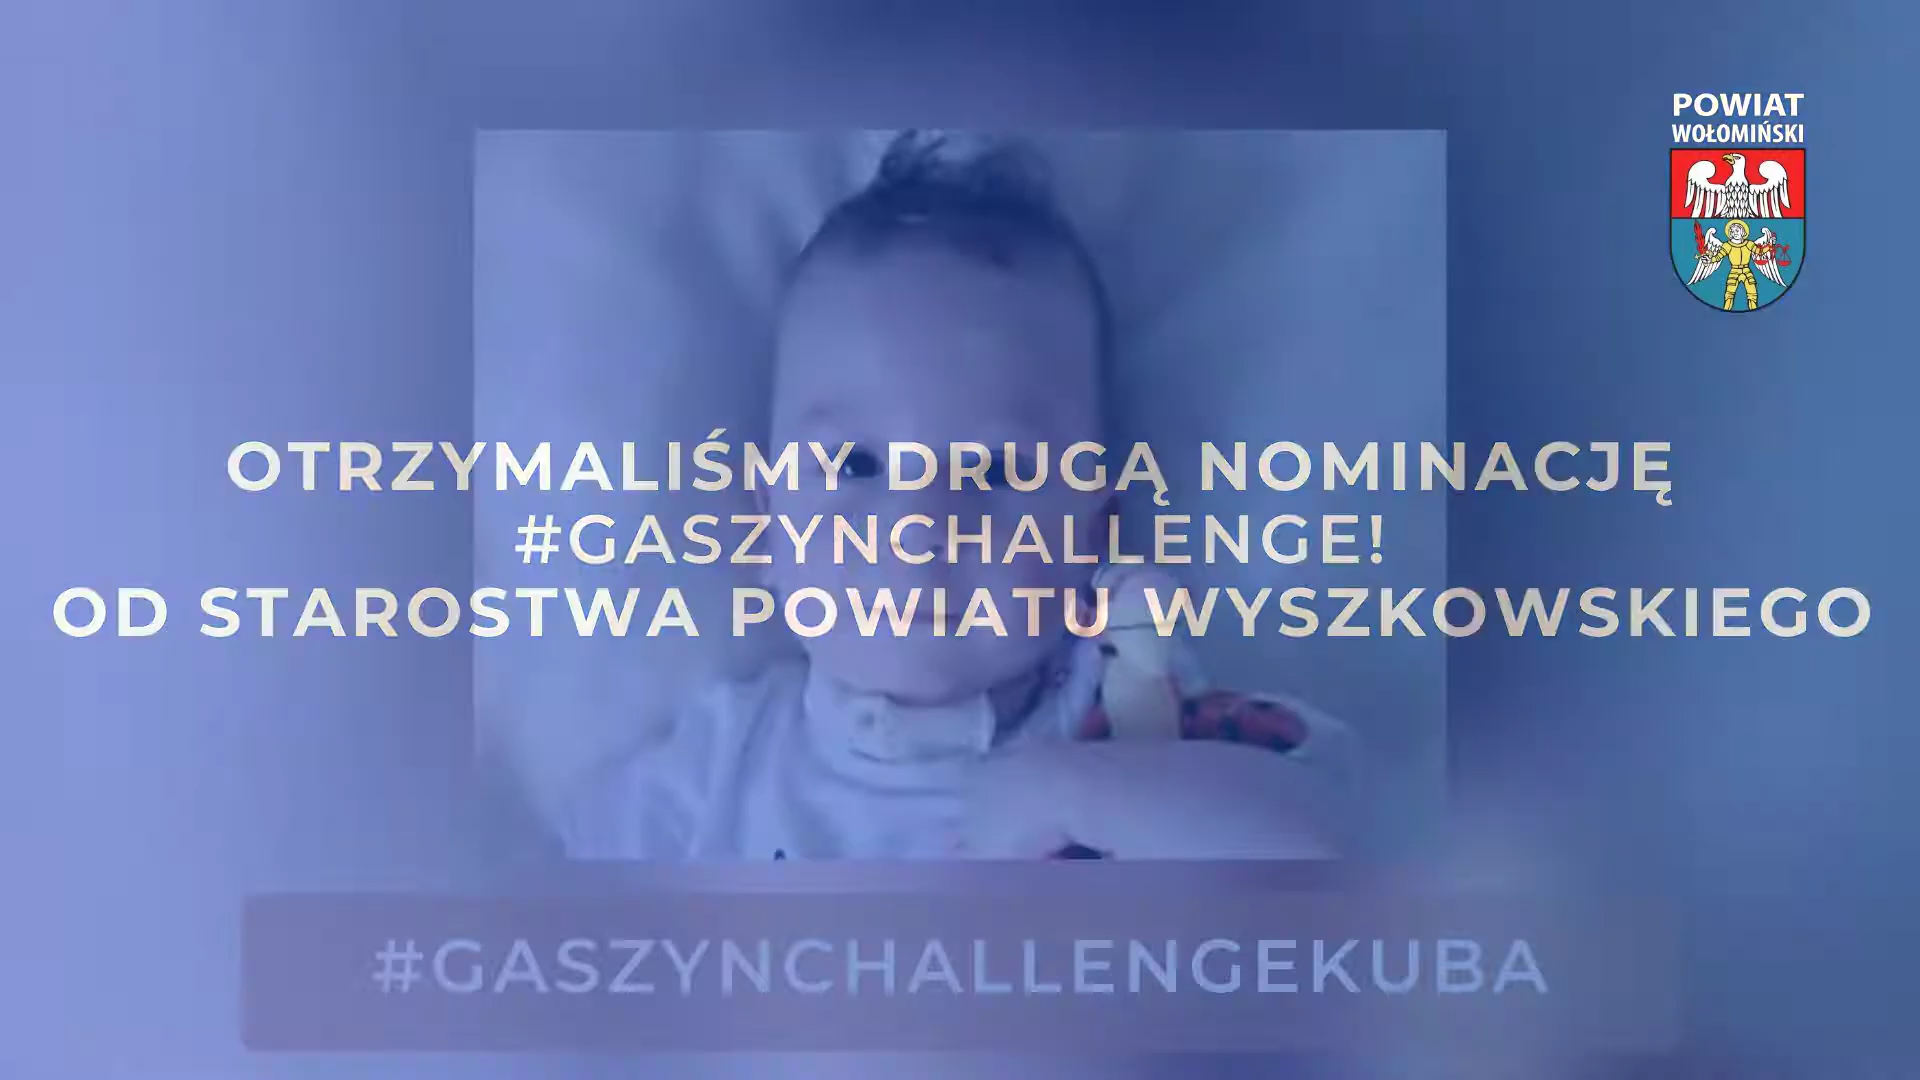 POWIAT
WOŁOMIŃSKI
OTRZYMALIŚMY DRUGĄ NOMINACJĘ
#GASZYNCHALLENGE!
OD STAROSTWA POWIATU WYSZKOWSKIEGO
#GASZYNCHALLENGEKUBA